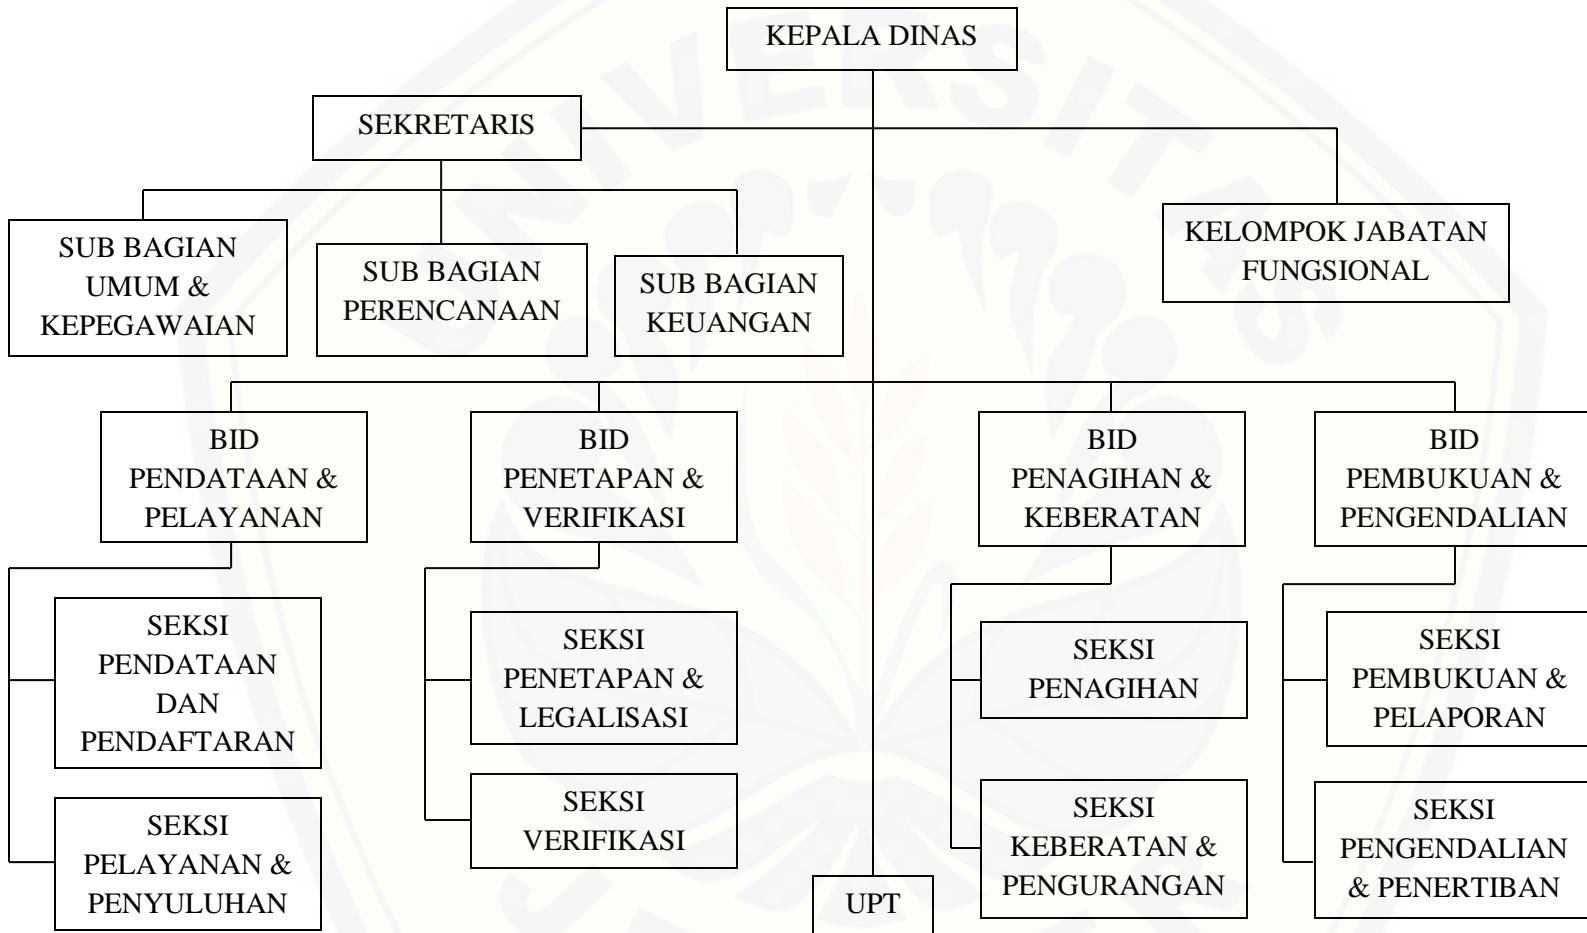 KEPALA DINAS
SEKRETARIS
KELOMPOK JABATAN
FUNGSIONAL
SUB BAGIAN
UMUM &
KEPEGAWAIAN
SUB BAGIAN
PERENCANAAN
SUB BAGIAN
KEUANGAN
BID
PENDATAAN &
PELAYANAN
BID
PENETAPAN &
VERIFIKASI
BID
PENAGIHAN &
KEBERATAN
BID
PEMBUKUAN &
PENGENDALIAN
SEKSI
PENDATAAN
DAN
PENDAFTARAN
SEKSI
PENETAPAN &
LEGALISASI
SEKSI
PENAGIHAN
SEKSI
PEMBUKUAN &
PELAPORAN
SEKSI
PELAYANAN &
PENYULUHAN
SEKSI
VERIFIKASI
SEKSI
KEBERATAN &
PENGURANGAN
SEKSI
PENGENDALIAN
& PENERTIBAN
UPT
UNIVERSITAS